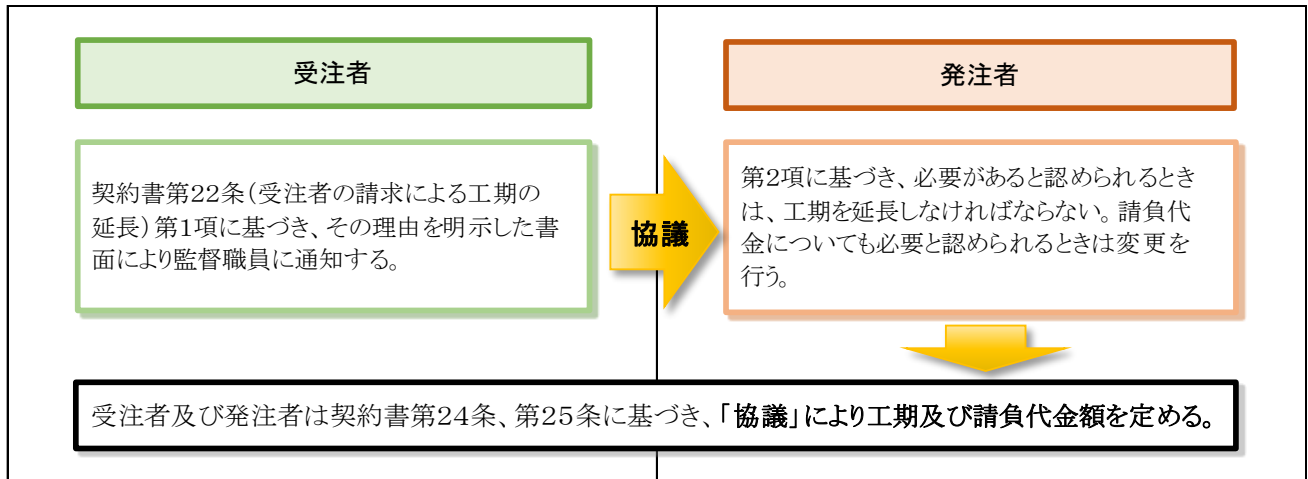 受注者
発注者
契約書第22条(受注者の請求による工期の
延長)第1項に基づき、その理由を明示した書
面により監督職員に通知する。
協議
第2項に基づき、必要があると認められるとき
は、工期を延長しなければならない。請負代
金についても必要と認められるときは変更を
行う。
受注者及び発注者は契約書第24条、第25条に基づき、「協議」により工期及び請負代金額を定める。